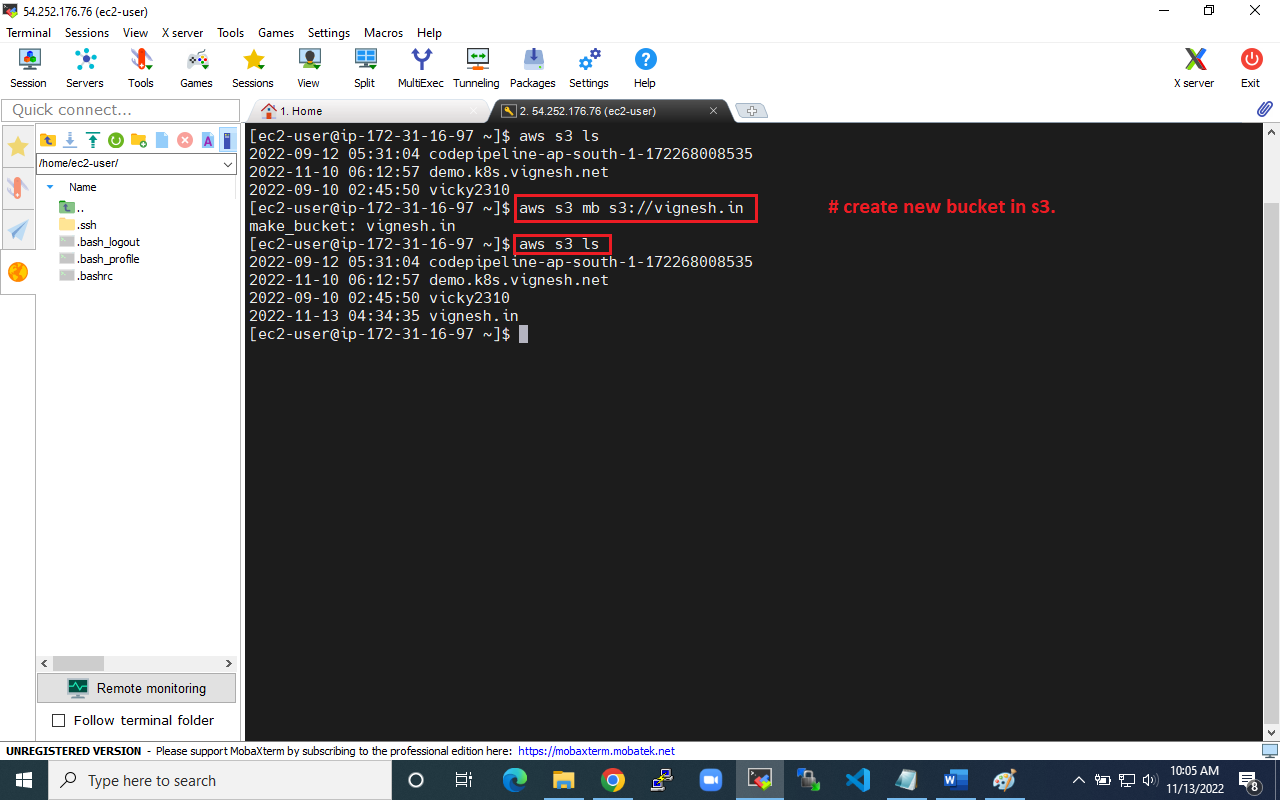 54.252.176.76 (ec2-user)
Terminal Sessions View X server Tools Games Settings Macros Help
Session Servers Tools Games Sessions View Split MultiExec Tunneling Packages Settings Help X server Exit
Quick connect...
1. Home
2. 54.252.176.76 (ec2-user)
/home/ec2-user/
Name
..
.ssh
.bash_logout
.bash_profile
.bashrc
Remote monitoring
Follow terminal folder
[ec2-user@ip-172-31-16-97 ~]$ aws s3 ls
2022-09-12 05:31:04 codepipeline-ap-south-1-172268008535
2022-11-10 06:12:57 demo.k8s.vignesh.net
2022-09-10 02:45:50 vicky2310
[ec2-user@ip-172-31-16-97 ~]$ aws s3 mb s3://vignesh.in
# create new bucket in s3.
make_bucket: vignesh.in
[ec2-user@ip-172-31-16-97 ~]$ aws s3 ls
2022-09-12 05:31:04 codepipeline-ap-south-1-172268008535
2022-11-10 06:12:57 demo.k8s.vignesh.net
2022-09-10 02:45:50 vicky2310
2022-11-13 04:34:35 vignesh.in
[ec2-user@ip-172-31-16-97 ~]$
UNREGISTERED VERSION - Please support MobaXterm by subscribing to the professional edition here: https://mobaxterm.mobatek.net
Type here to search
10:05 AM
11/13/2022
8